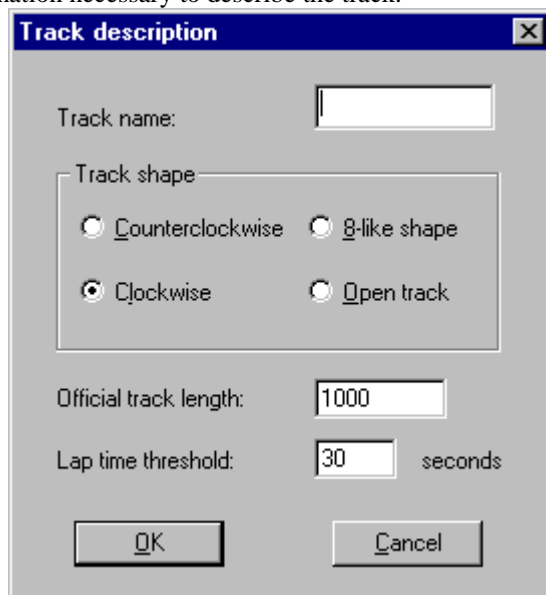 nation necessary to describe the track.
Track description
Track name:
Track shape
Counterclockwise
8-like shape
Clockwise
Open track
Official track length: 1000
Lap time threshold: 30 seconds
OK
Cancel